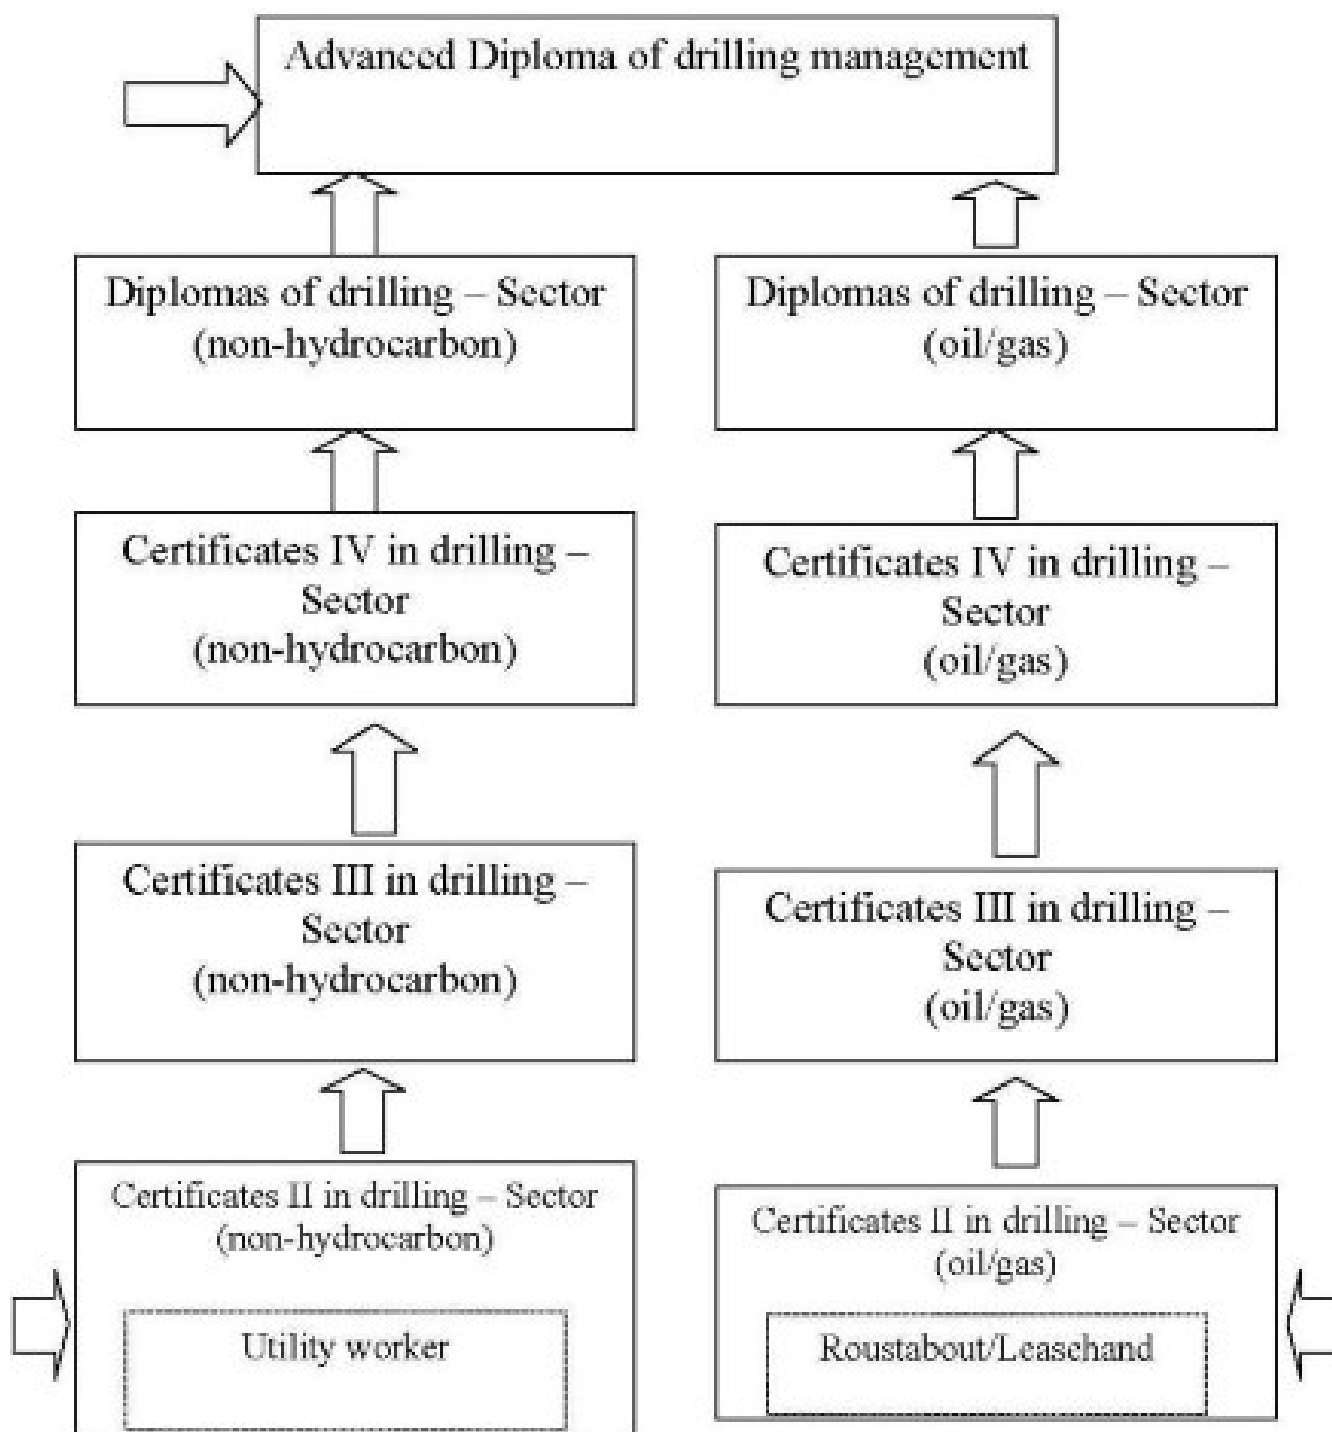 Advanced Diploma of drilling management
Diplomas of drilling – Sector
(non-hydrocarbon)
Diplomas of drilling – Sector
(oil/gas)
Certificates IV in drilling –
Sector
(non-hydrocarbon)
Certificates IV in drilling –
Sector
(oil/gas)
Certificates III in drilling –
Sector
(non-hydrocarbon)
Certificates III in drilling –
Sector
(oil/gas)
Certificates II in drilling – Sector
(non-hydrocarbon)
Utility worker
Certificates II in drilling – Sector
(oil/gas)
Roustabout/Leasehand